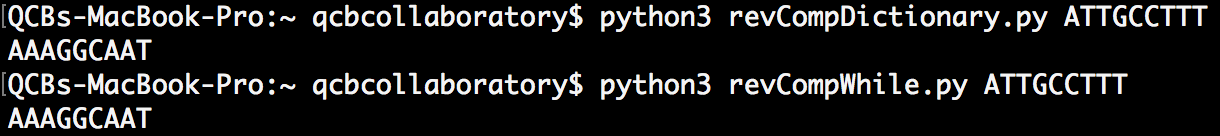 [QCBs-MacBook-Pro:~ qcbcollaboratory$ python3 revCompDictionary.py ATTGCCTTT
AAAGGCAAT
[QCBs-MacBook-Pro:~ qcbcollaboratory$ python3 revCompWhile.py ATTGCCTTT
AAAGGCAAT